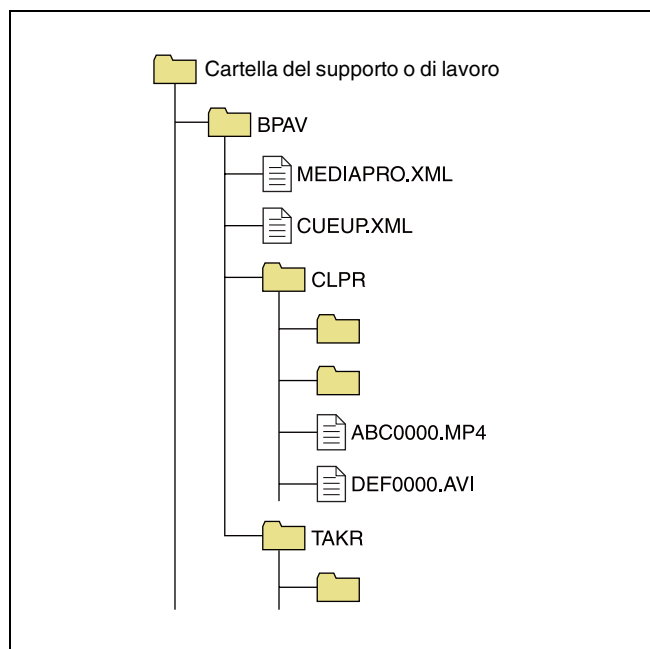 Cartella del supporto o di lavoro
BPAV
MEDIAPRO.XML
CUEUP.XML
CLPR
ABC0000.MP4
DEF0000.AVI
TAKR